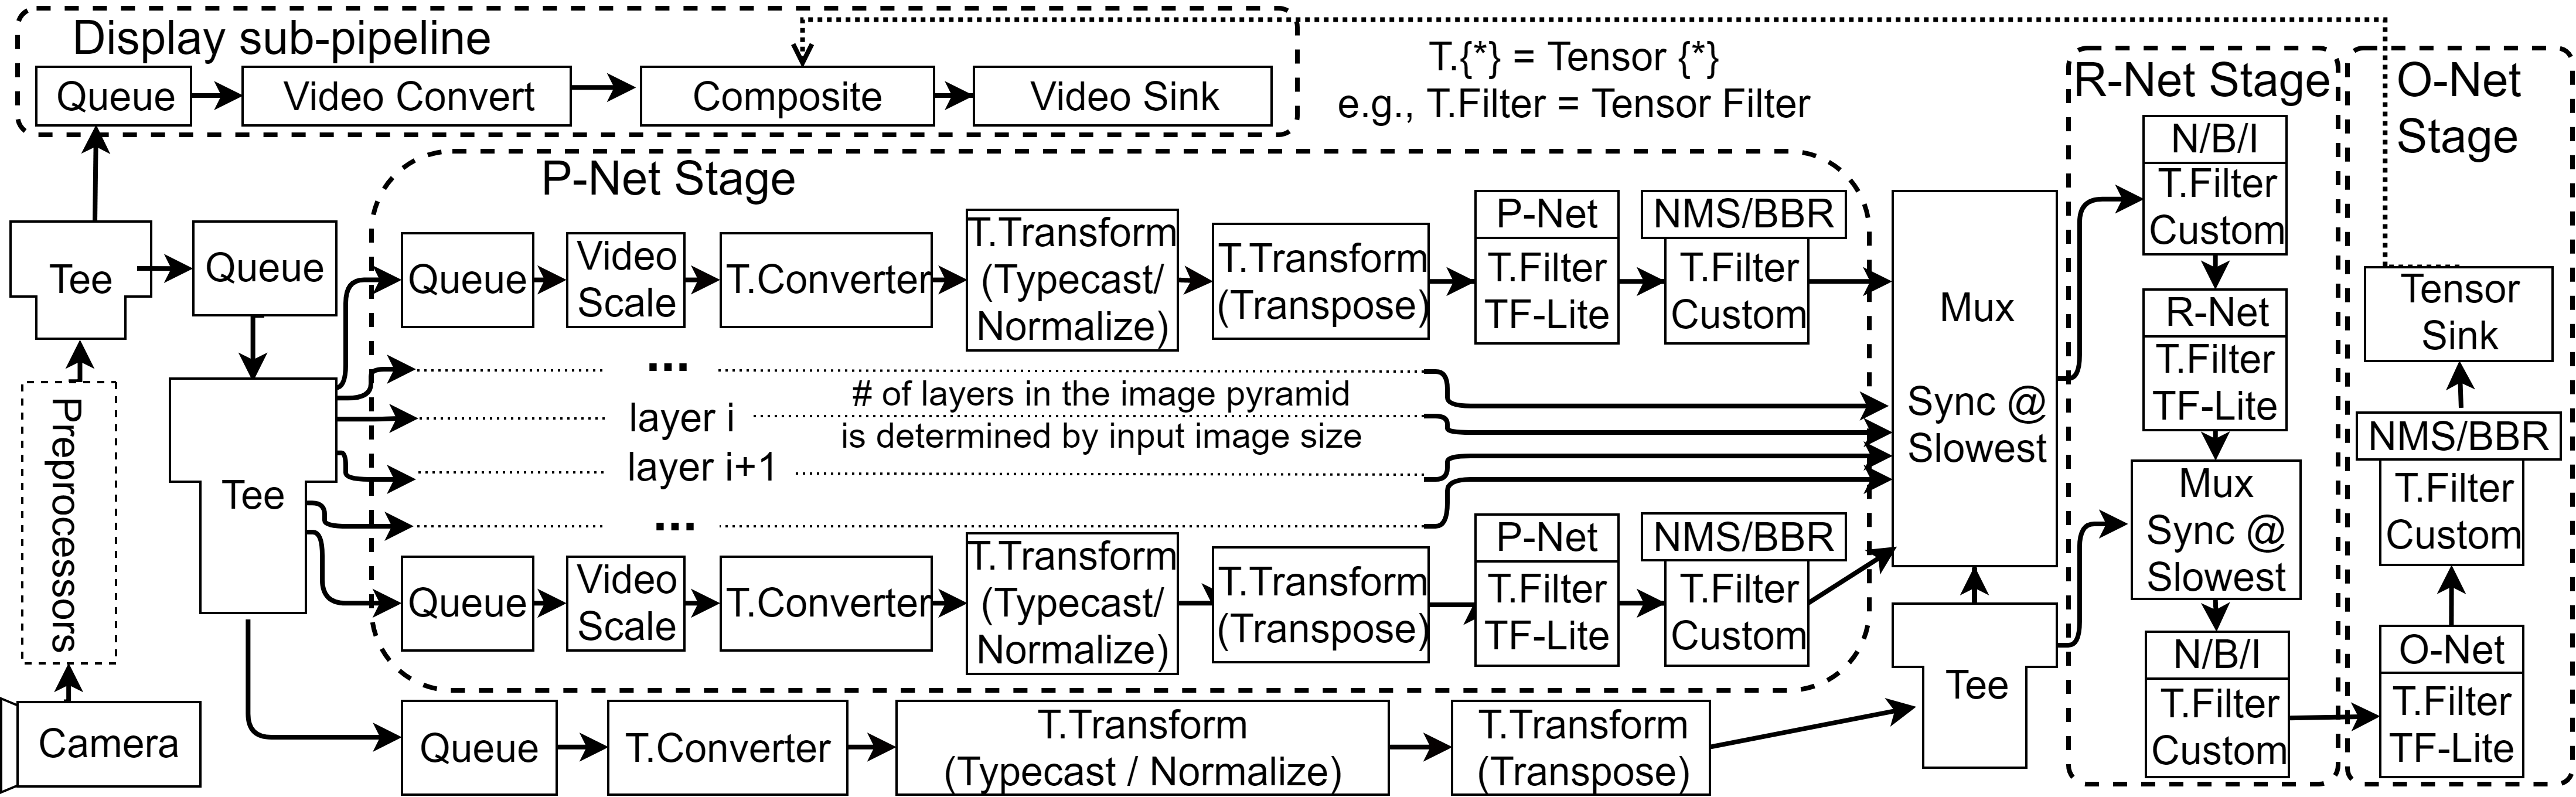 Display sub-pipeline
Queue
Video Convert
Composite
Video Sink
T.{*} = Tensor {*}
e.g., T.Filter = Tensor Filter
Tee
Queue
Preprocessors
Camera
Tee
P-Net Stage
Queue
Video
Scale
T.Converter
T.Transform
(Typecast/
Normalize)
T.Transform
(Transpose)
P-Net
T.Filter
TF-Lite
NMS/BBR
T.Filter
Custom
...
layer i
layer i+1
...
# of layers in the image pyramid
is determined by input image size
Queue
Video
Scale
T.Converter
T.Transform
(Typecast/
Normalize)
T.Transform
(Transpose)
P-Net
T.Filter
TF-Lite
NMS/BBR
T.Filter
Custom
Queue
T.Converter
T.Transform
(Typecast / Normalize)
T.Transform
(Transpose)
Mux
Sync @
Slowest
Tee
R-Net Stage
N/B/I
T.Filter
Custom
R-Net
T.Filter
TF-Lite
Mux
Sync @
Slowest
N/B/I
T.Filter
Custom
O-Net
Stage
Tensor
Sink
NMS/BBR
T.Filter
Custom
O-Net
T.Filter
TF-Lite